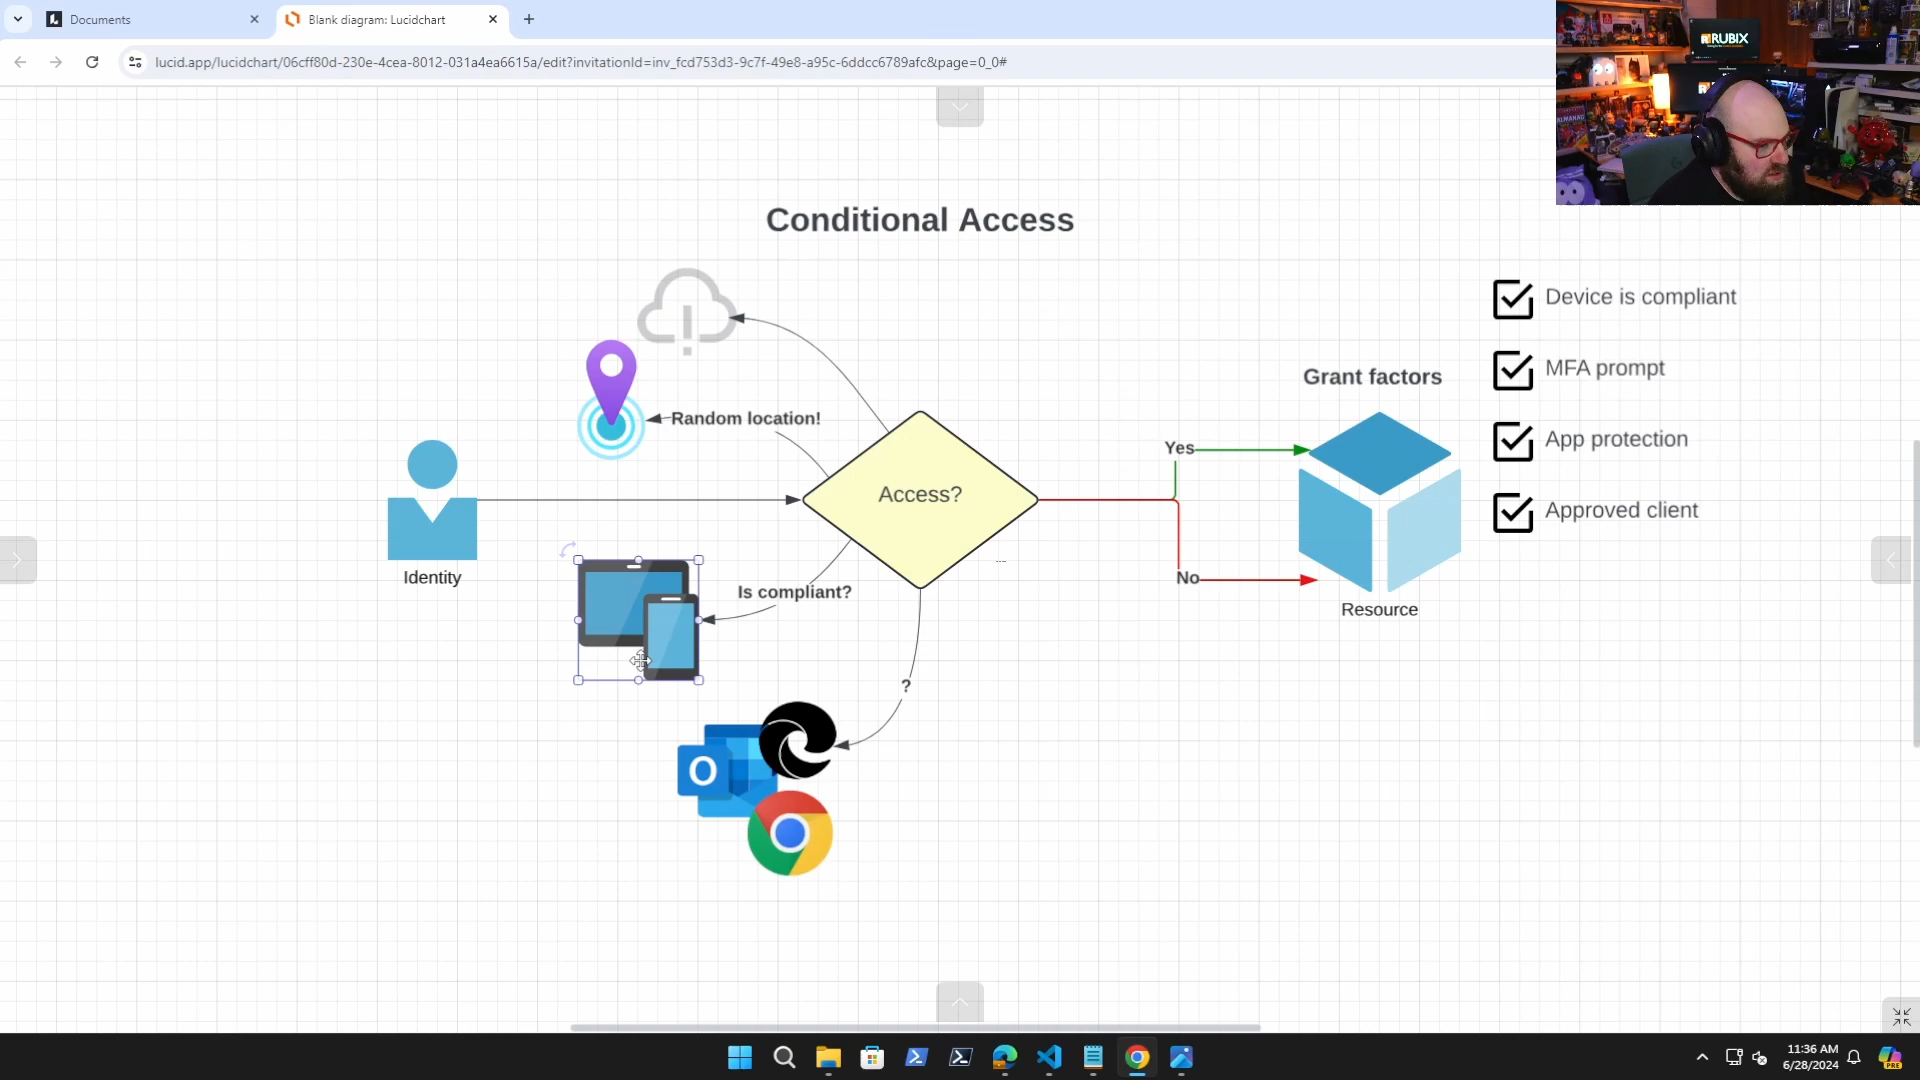 Documents
Blank diagram: Lucidchart
lucid.app/lucidchart/06cff80d-230e-4cea-8012-031a4ea6615a/edit?invitationId=inv_fcd753d3-9c7f-49e8-a95c-6ddcc6789afc&page=0_0#
RUBIX
Conditional Access
Device is compliant
MFA prompt
Grant factors
Random location!
App protection
Yes
Access?
Approved client
Identity
No
Is compliant?
Resource
?
O
11:36 AM
6/28/2024
PRE